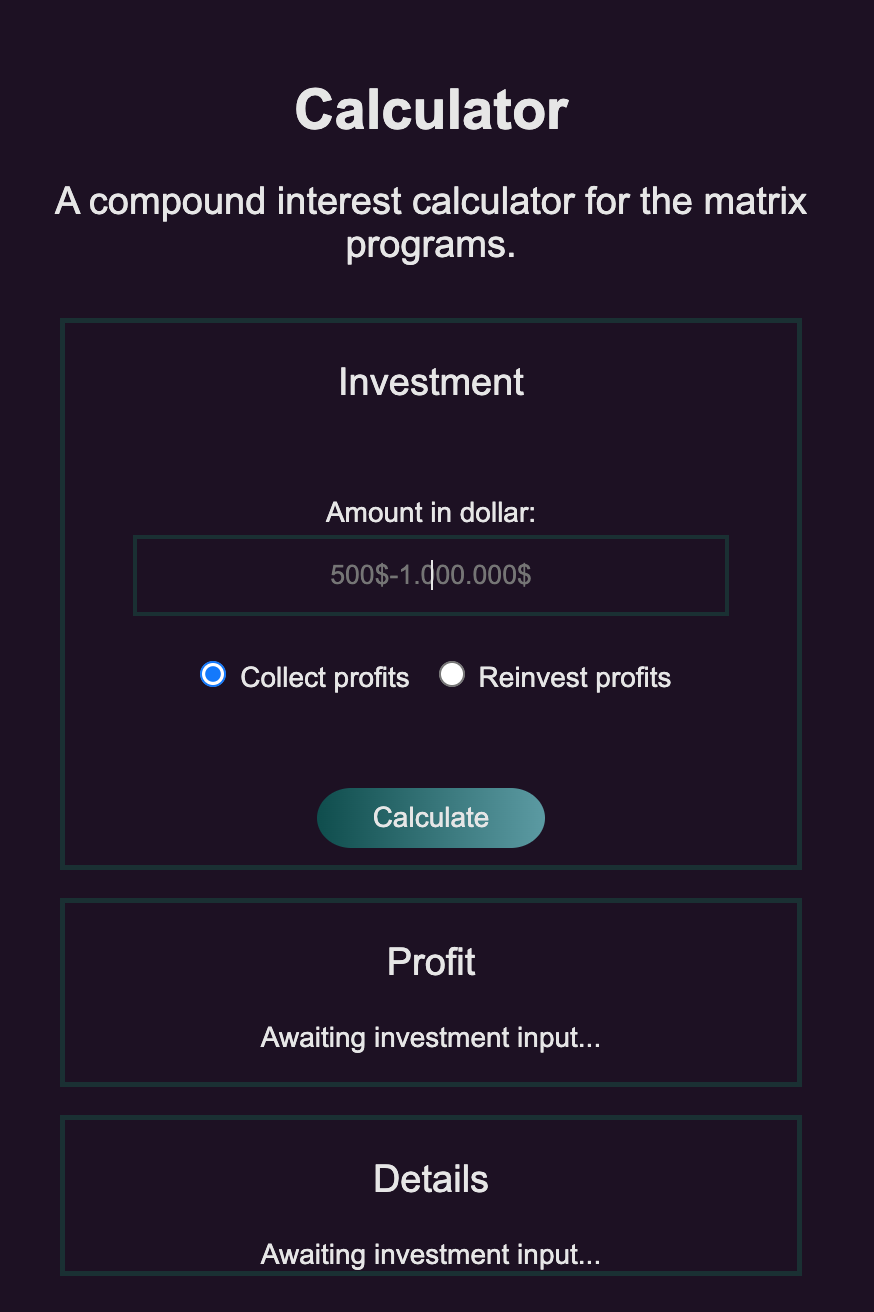 Calculator
A compound interest calculator for the matrix
programs.
Investment
Amount in dollar:
500$-1.000.000$
Collect profits Reinvest profits
Calculate
Profit
Awaiting investment input...
Details
Awaiting investment input...